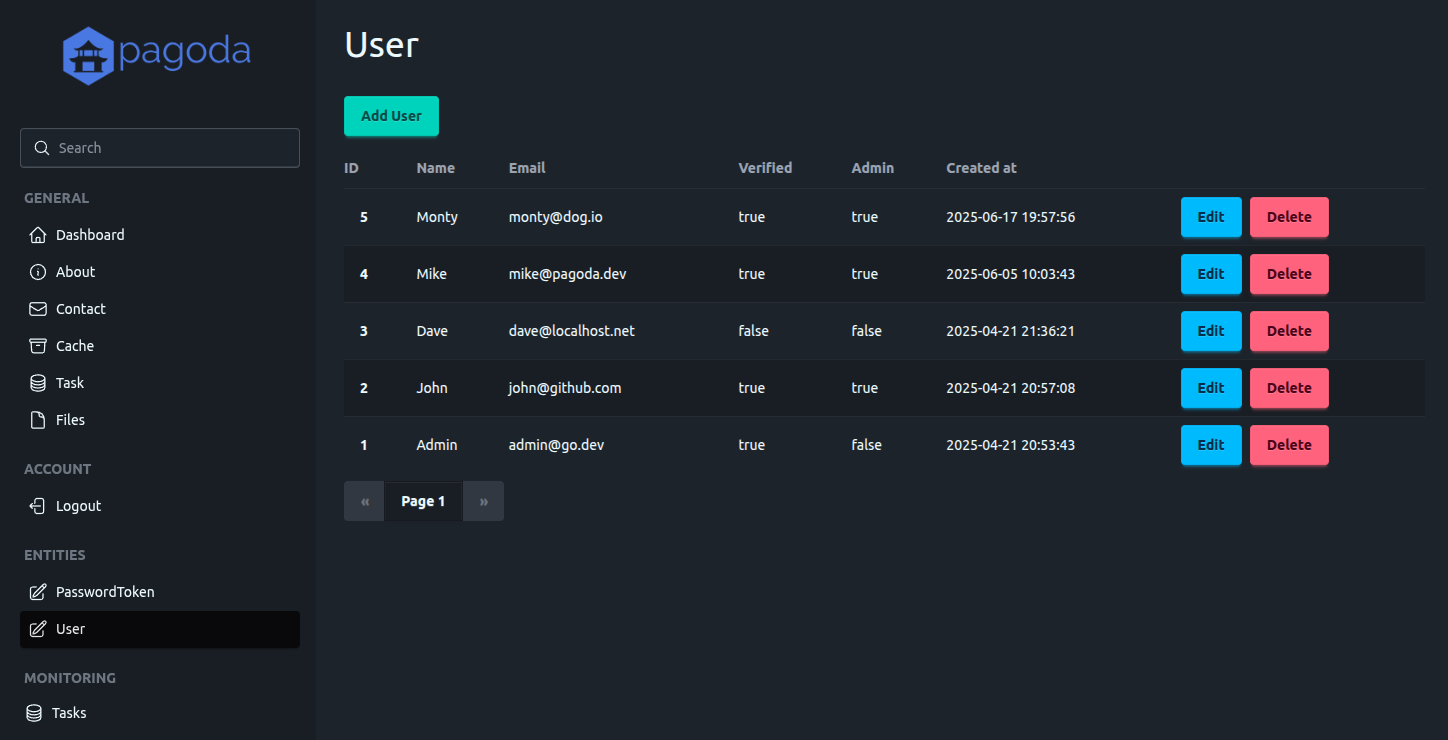 pagoda
Search
GENERAL
Dashboard
About
Contact
Cache
Task
Files
ACCOUNT
Logout
ENTITIES
PasswordToken
User
MONITORING
Tasks
User
Add User
ID Name Email Verified Admin Created at
5 Monty monty@dog.io true true 2025-06-17 19:57:56 Edit Delete
4 Mike mike@pagoda.dev true true 2025-06-05 10:03:43 Edit Delete
3 Dave dave@localhost.net false false 2025-04-21 21:36:21 Edit Delete
2 John john@github.com true true 2025-04-21 20:57:08 Edit Delete
1 Admin admin@go.dev true false 2025-04-21 20:53:43 Edit Delete
« Page 1 »